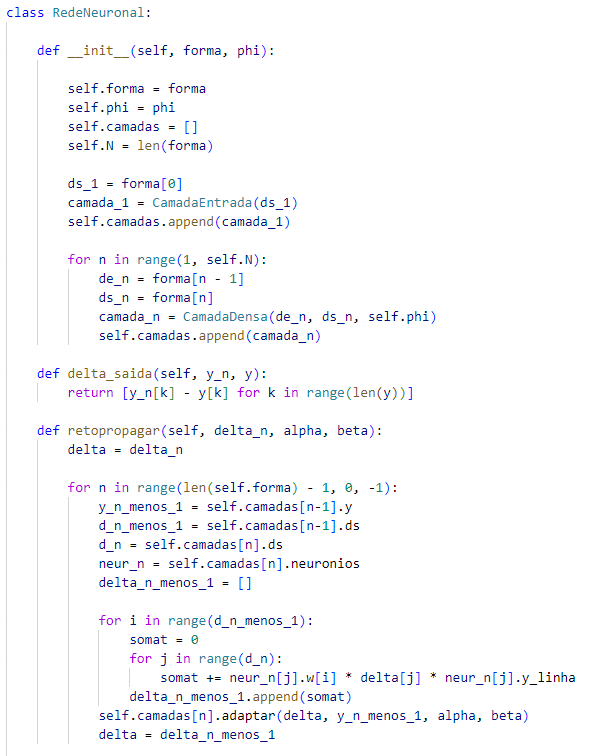 class RedeNeuronal:
def __init__(self, forma, phi):
self.forma = forma
self.phi = phi
self.camadas = []
self.N = len(forma)
ds_1 = forma[0]
camada_1 = CamadaEntrada(ds_1)
self.camadas.append(camada_1)
for n in range(1, self.N):
de_n = forma[n - 1]
ds_n = forma[n]
camada_n = CamadaDensa(de_n, ds_n, self.phi)
self.camadas.append(camada_n)
def delta_saida(self, y_n, y):
return [y_n[k] - y[k] for k in range(len(y))]
def retopropagar(self, delta_n, alpha, beta):
delta = delta_n
for n in range(len(self.forma) - 1, 0, -1):
y_n_menos_1 = self.camadas[n-1].y
d_n_menos_1 = self.camadas[n-1].ds
d_n = self.camadas[n].ds
neur_n = self.camadas[n].neuronios
delta_n_menos_1 = []
for i in range(d_n_menos_1):
somat = 0
for j in range(d_n):
somat += neur_n[j].w[i] * delta[j] * neur_n[j].y_linha
delta_n_menos_1.append(somat)
self.camadas[n].adaptar(delta, y_n_menos_1, alpha, beta)
delta = delta_n_menos_1